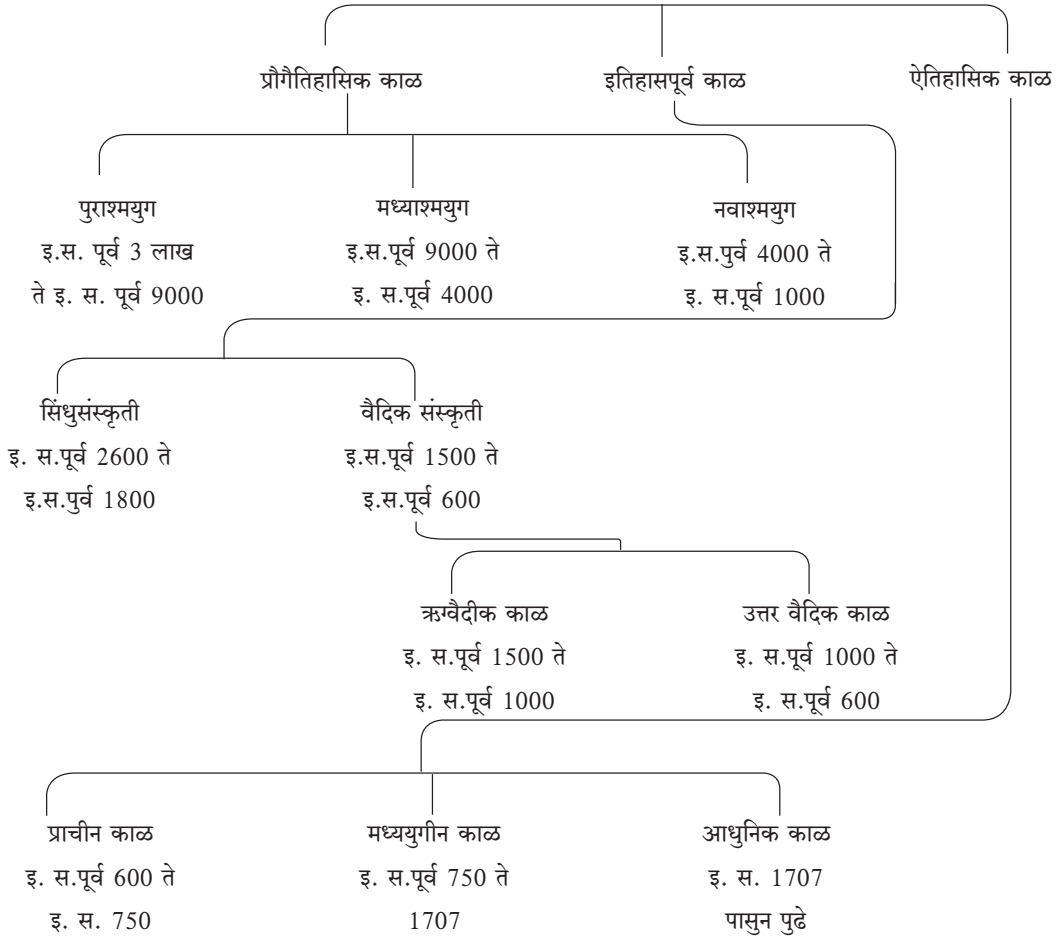 प्रौगैतिहासिक काळ
इतिहासपूर्व काळ
ऐतिहासिक काळ
पुराश्मयुग
इ.स. पूर्व 3 लाख
ते इ. स. पूर्व 9000
मध्याश्मयुग
इ.स.पूर्व 9000 ते
इ. स.पूर्व 4000
नवाश्मयुग
इ.स.पुर्व 4000 ते
इ. स.पूर्व 1000
सिंधुसंस्कृती
इ. स.पूर्व 2600 ते
इ.स.पुर्व 1800
वैदिक संस्कृती
इ.स.पूर्व 1500 ते
इ.स.पूर्व 600
ऋग्वैदीक काळ
इ. स.पूर्व 1500 ते
इ. स.पूर्व 1000
उत्तर वैदिक काळ
इ. स.पूर्व 1000 ते
इ. स.पूर्व 600
प्राचीन काळ
इ. स.पूर्व 600 ते
इ. स. 750
मध्ययुगीन काळ
इ. स.पूर्व 750 ते
1707
आधुनिक काळ
इ. स. 1707
पासुन पुढे